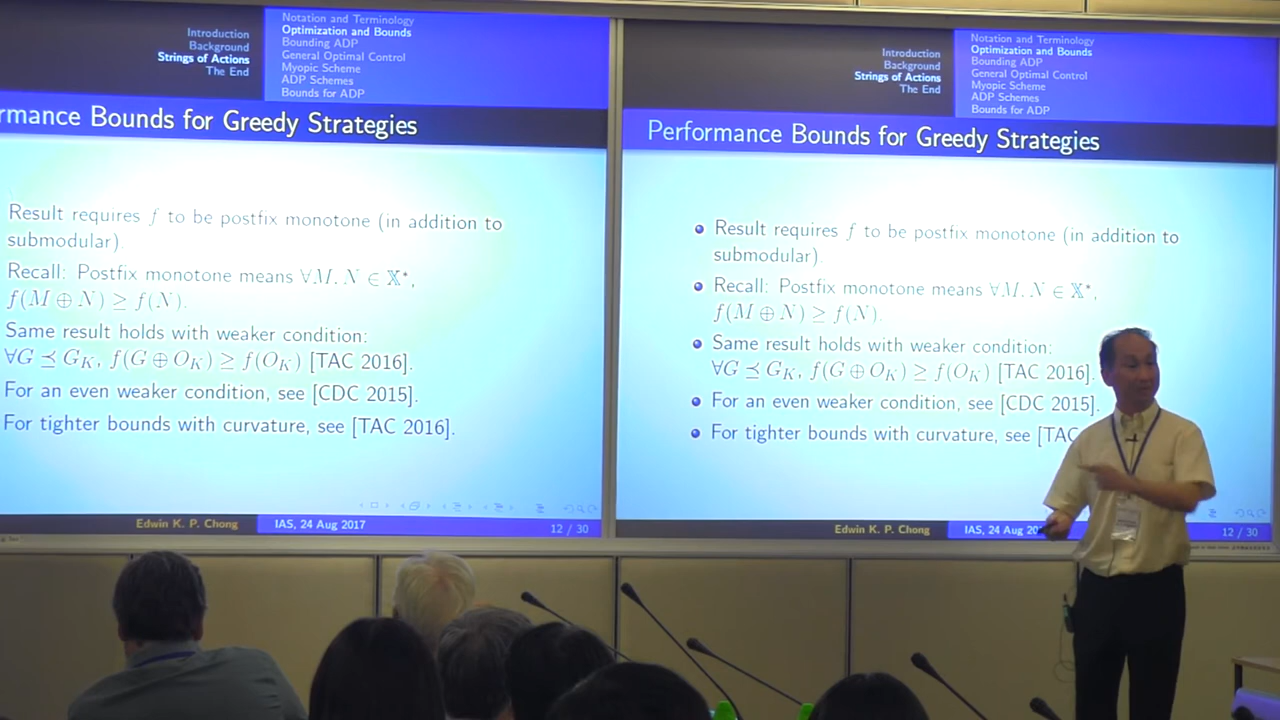 Introduction
Background
Strings of Actions
The End
Notation and Terminology
Optimization and Bounds
Bounding ADP
General Optimal Control
Myopic Scheme
ADP Schemes
Bounds for ADP
rmance Bounds for Greedy Strategies
Result requires f to be postfix monotone (in addition to
submodular).
Recall: Postfix monotone means ∀M, N ∈ 𝕏*,
f(M ⊕ N) ≥ f(N).
Same result holds with weaker condition:
∀G ⪯ G_K, f(G ⊕ O_K) ≥ f(O_K) [TAC 2016].
For an even weaker condition, see [CDC 2015].
For tighter bounds with curvature, see [TAC 2016].
Edwin K. P. Chong
IAS, 24 Aug 2017
12 / 30
Introduction
Background
Strings of Actions
The End
Notation and Terminology
Optimization and Bounds
Bounding ADP
General Optimal Control
Myopic Scheme
ADP Schemes
Bounds for ADP
Performance Bounds for Greedy Strategies
Result requires f to be postfix monotone (in addition to
submodular).
Recall: Postfix monotone means ∀M, N ∈ 𝕏*,
f(M ⊕ N) ≥ f(N).
Same result holds with weaker condition:
∀G ⪯ G_K, f(G ⊕ O_K) ≥ f(O_K) [TAC 2016].
For an even weaker condition, see [CDC 2015].
For tighter bounds with curvature, see [TAC
Edwin K. P. Chong
IAS, 24 Aug 20
12 / 30